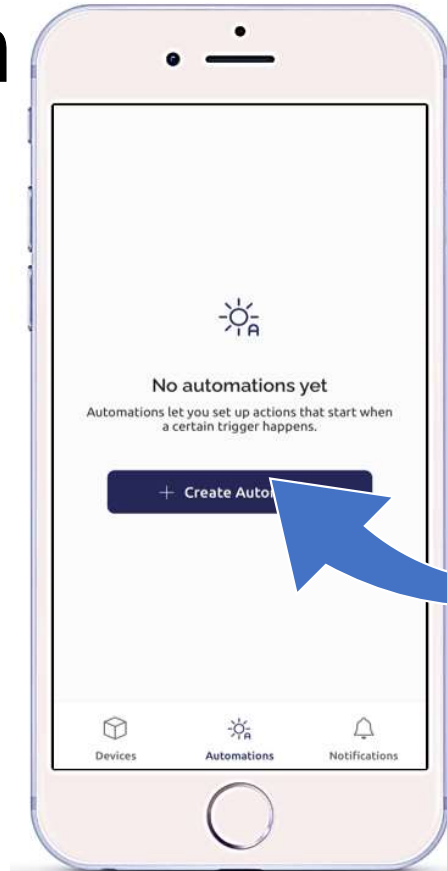 No automations yet
Automations let you set up actions that start when
a certain trigger happens.
+ Create
Devices
Automations
Notifications